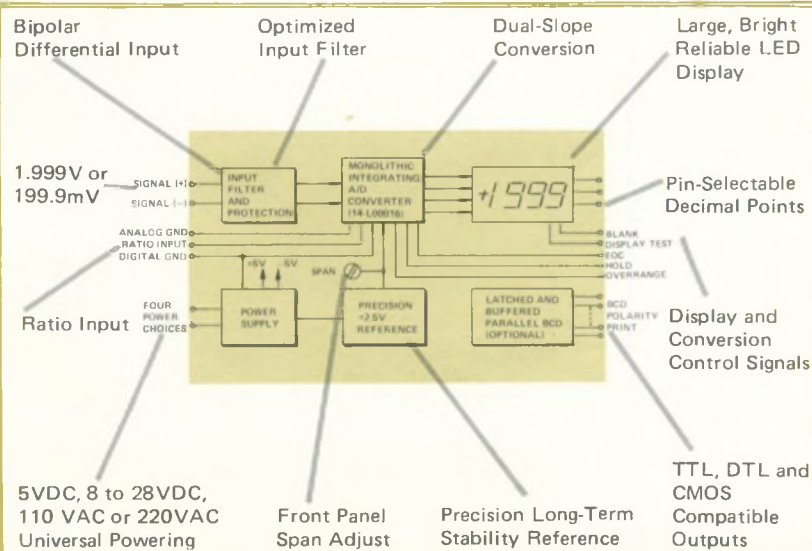 Bipolar
Differential Input
Optimized
Input Filter
Dual-Slope
Conversion
Large, Bright
Reliable LED
Display
1.999V or
199.9mV
SIGNAL (+)
SIGNAL (-)
INPUT
FILTER
AND
PROTECTION
MONOLITHIC
INTEGRATING
A/D
CONVERTER
+1999
Pin-Selectable
Decimal Points
ANALOG GND
RATIO INPUT
DIGITAL GND
BLANK
DISPLAY TEST
EOC
HOLD
OVERRANGE
SPAN
Ratio Input
FOUR
POWER
CHOICES
POWER
SUPPLY
PRECISION
REFERENCE
LATCHED AND
BUFFERED
PARALLEL BCD
(OPTIONAL)
BCD
POLARITY
PRINT
Display and
Conversion
Control Signals
5VDC, 8 to 28VDC,
110 VAC or 220VAC
Universal Powering
Front Panel
Span Adjust
Precision Long-Term
Stability Reference
TTL, DTL and
CMOS
Compatible
Outputs